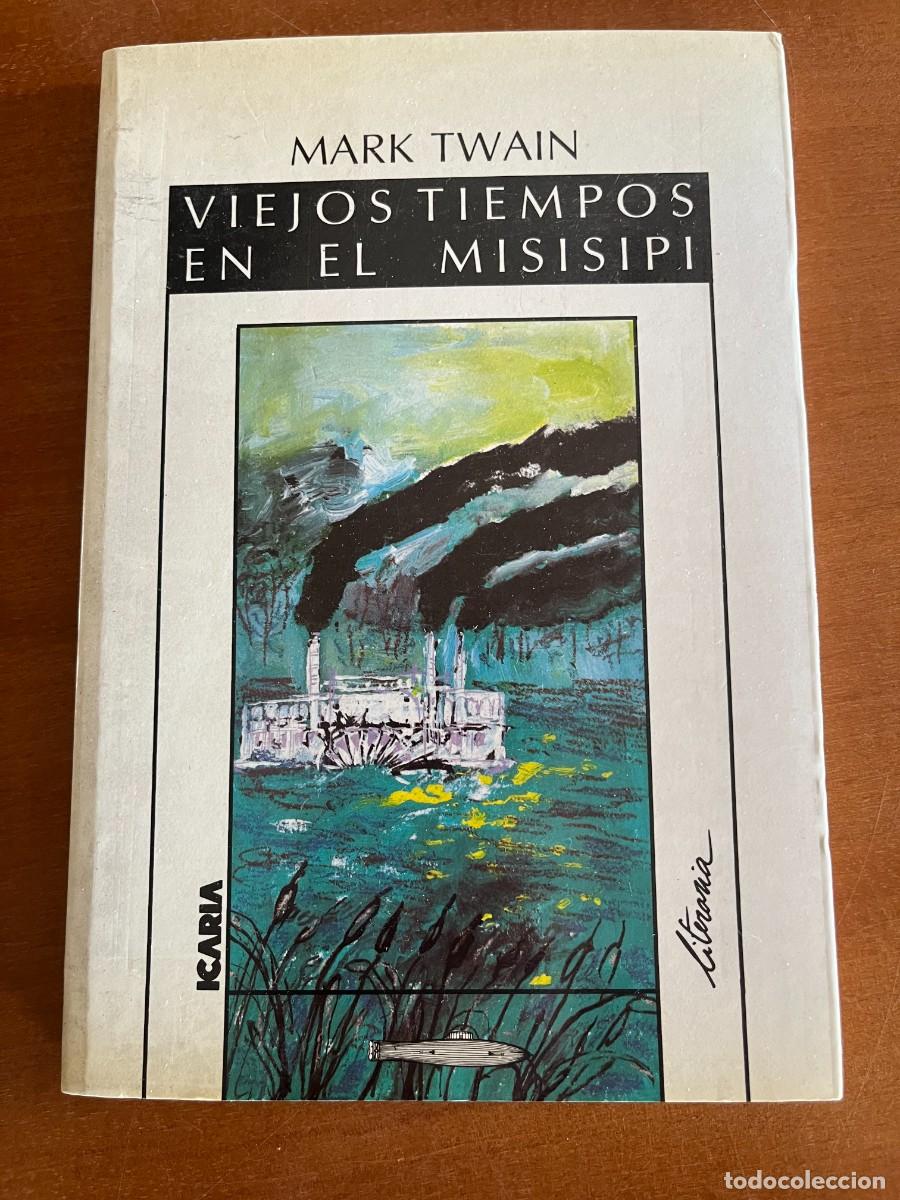 MARK TWAIN
VIEJOS TIEMPOS
EN EL MISISIPI
ICARIA
Literaria
todocoleccion